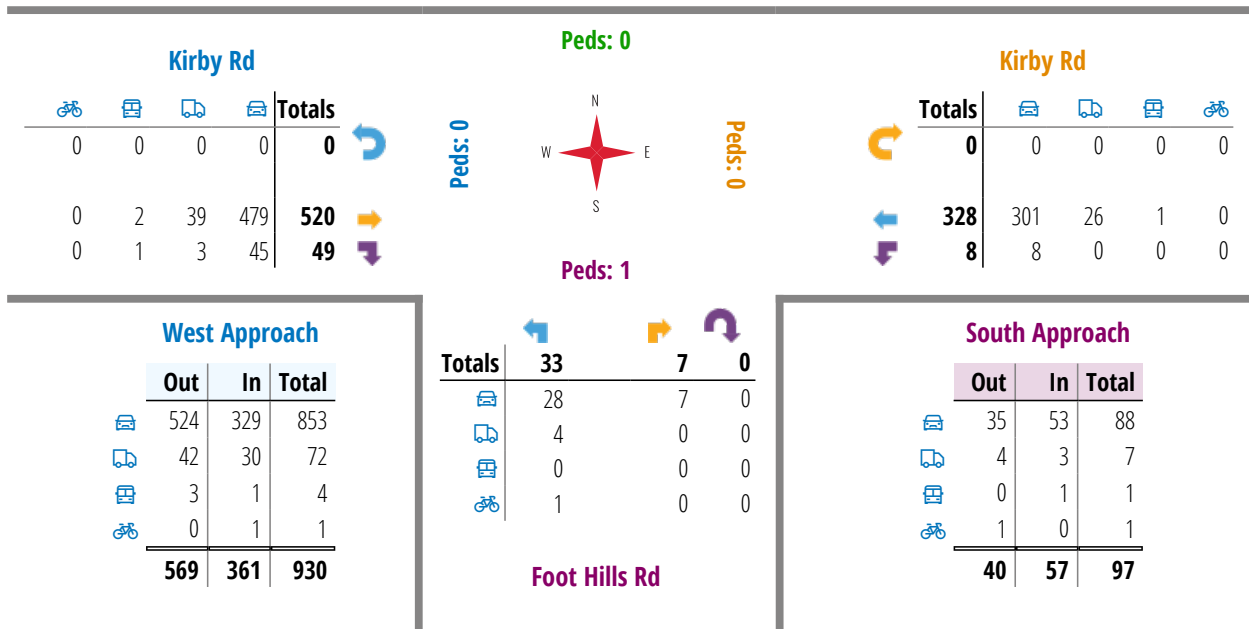 Peds: 0
Kirby Rd
Totals
0 0 0 0 0
0 2 39 479 520
0 1 3 45 49
Peds: 0
N
W E
S
Peds: 0
Peds: 1
Kirby Rd
Totals
0 0 0 0 0
328 301 26 1 0
8 8 0 0 0
West Approach
Out In Total
524 329 853
42 30 72
3 1 4
0 1 1
569 361 930
Totals 33 7 0
28 7 0
4 0 0
0 0 0
1 0 0
Foot Hills Rd
South Approach
Out In Total
35 53 88
4 3 7
0 1 1
1 0 1
40 57 97